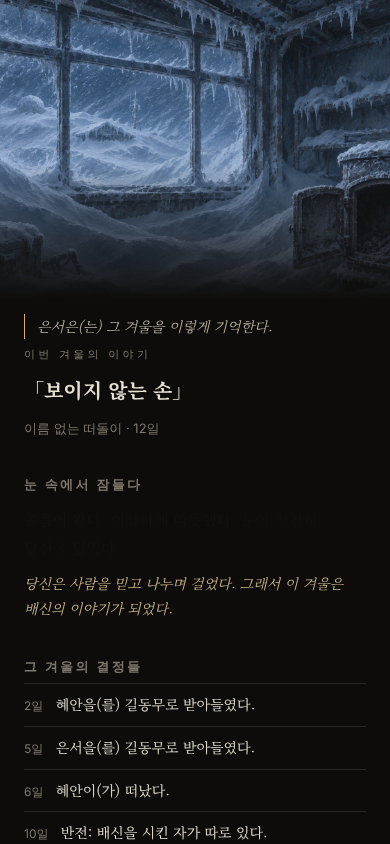 은서은(는) 그 겨울을 이렇게 기억한다.
이번 겨울의 이야기
「보이지 않는 손」
이름 없는 떠돌이 · 12일
눈 속에서 잠들다
당신은 사람을 믿고 나누며 걸었다. 그래서 이 겨울은
배신의 이야기가 되었다.
그 겨울의 결정들
2일 혜안을(를) 길동무로 받아들였다.
5일 은서을(를) 길동무로 받아들였다.
6일 혜안이(가) 떠났다.
10일 반전: 배신을 시킨 자가 따로 있다.